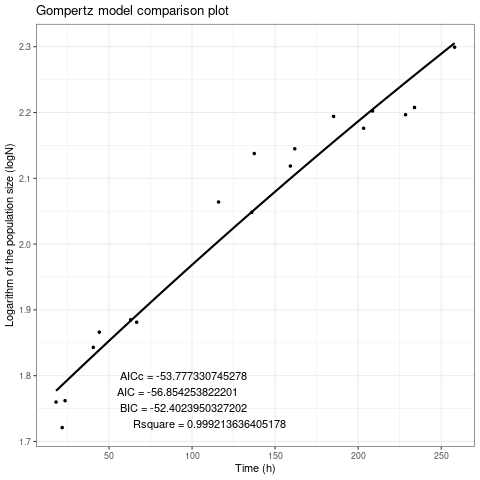 Gompertz model comparison plot
Logarithm of the population size (logN)
2.3
2.2
2.1
2.0
1.9
1.8
1.7
AICc = -53.777330745278
AIC = -56.854253822201
BIC = -52.4023950327202
Rsquare = 0.999213636405178
50 100 150 200 250
Time (h)